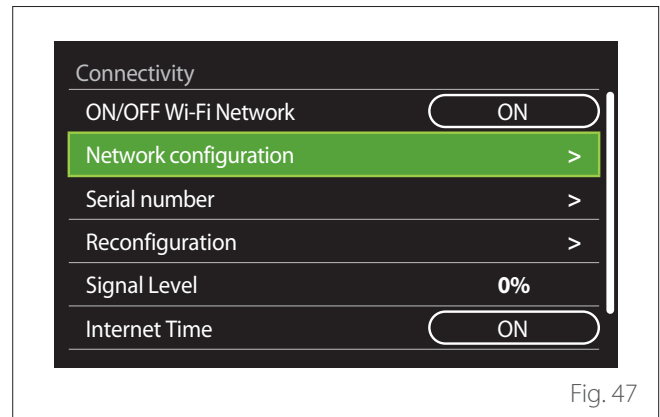 Connectivity
ON/OFF Wi-Fi Network ON
Network configuration >
Serial number >
Reconfiguration >
Signal Level 0%
Internet Time ON
Fig. 47